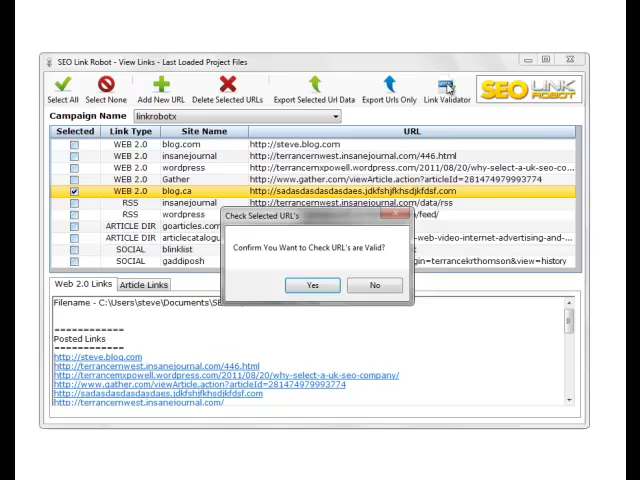 SEO Link Robot - View Links - Last Loaded Project Files
Select All Select None Add New URL Delete Selected URLs Export Selected Url Data Export Urls Only Link Validator SEO LINK ROBOT
Campaign Name linkrobotx
Selected Link Type Site Name URL
WEB 2.0 blog.com http://steve.blog.com
WEB 2.0 insanejournal http://terrancernwest.insanejournal.com/446.html
WEB 2.0 wordpress http://terrancernxpowell.wordpress.com/2011/08/20/why-select-a-uk-seo-co...
WEB 2.0 Gather http://www.gather.com/viewArticle.action?articleId=281474979993774
WEB 2.0 blog.ca http://sadasdasdasdasdaes.jdkfshjfkhsdjkfdsf.com
RSS insanejournal http://terrancernwest.insanejournal.com/data/rss
RSS wordpress /feed/
ARTICLE DIR goarticles
ARTICLE DIR articlecatalogu -web-video-internet-advertising-and-...
SOCIAL blinklist
SOCIAL gaddiposh gin=terrancekrthomson&view=history
Check Selected URL's
Confirm You Want to Check URL's are Valid?
Yes No
Web 2.0 Links Article Links
Filename - C:\Users\steve\Documents\SE
============
Posted Links
============
http://steve.blog.com
http://terrancernwest.insanejournal.com/446.html
http://terrancernxpowell.wordpress.com/2011/08/20/why-select-a-uk-seo-company/
http://www.gather.com/viewArticle.action?articleId=281474979993774
http://sadasdasdasdasdaes.jdkfshjfkhsdjkfdsf.com
http://terrancernwest.insanejournal.com/